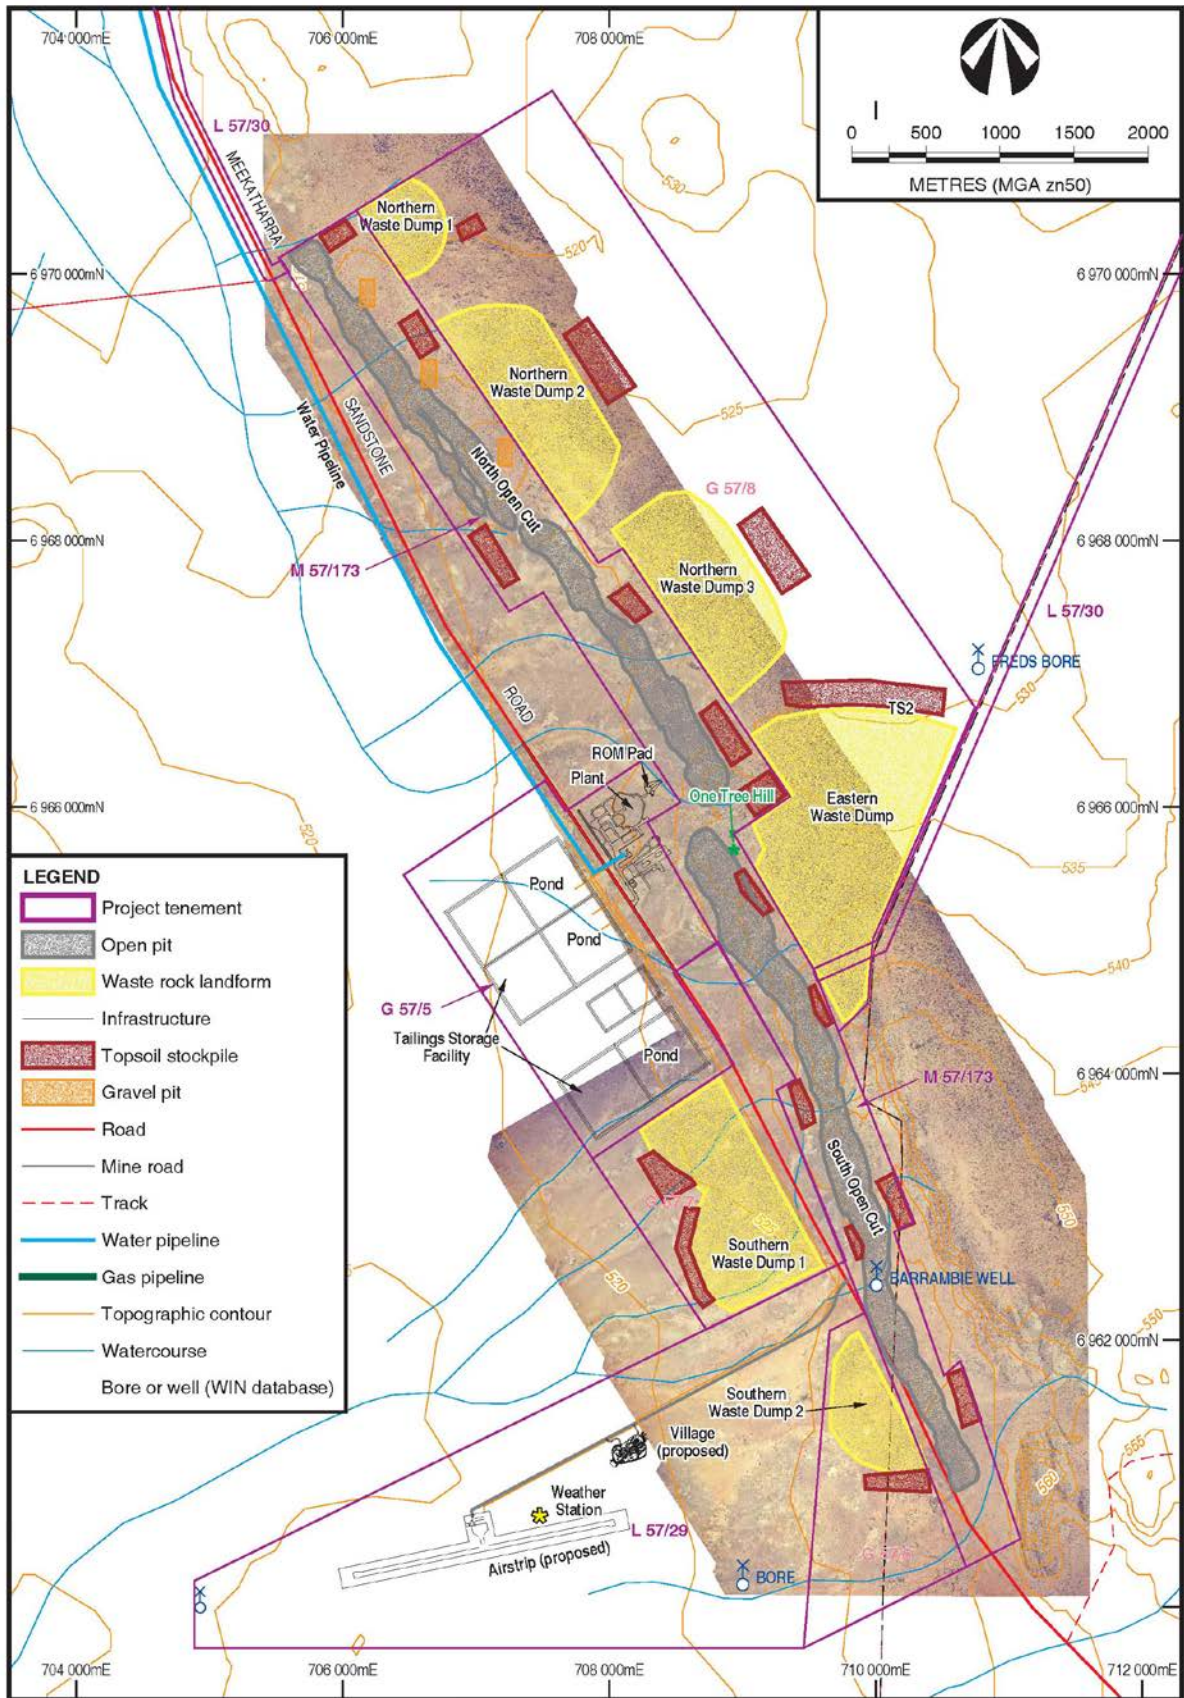 704 000mE
706 000mE
708 000mE
0 500 1000 1500 2000
METRES (MGA zn50)
L 57/30
MEEKATHARRA
Northern
Waste Dump 1
530
520
6 970 000mN
6 970 000mN
Northern
Waste Dump 2
525
SANDSTONE
Water Pipeline
North Open Cut
G 57/8
6 968 000mN
6 968 000mN
M 57/173
Northern
Waste Dump 3
L 57/30
FREDS BORE
530
TS2
ROAD
ROM Pad
Plant
One Tree Hill
6 966 000mN
6 966 000mN
Eastern
Waste Dump
520
535
LEGEND
Project tenement
Open pit
Waste rock landform
Infrastructure
Topsoil stockpile
Gravel pit
Road
Mine road
Track
Water pipeline
Gas pipeline
Topographic contour
Watercourse
Bore or well (WIN database)
Pond
Pond
540
G 57/5
Tailings Storage
Facility
Pond
6 964 000mN
M 57/173
545
550
South Open Cut
525
Southern
Waste Dump 1
520
BARRAMBIE WELL
550
6 962 000mN
Southern
Waste Dump 2
Village
(proposed)
555
560
Weather
Station
L 57/29
Airstrip (proposed)
BORE
704 000mE
706 000mE
708 000mE
710 000mE
712 000mE